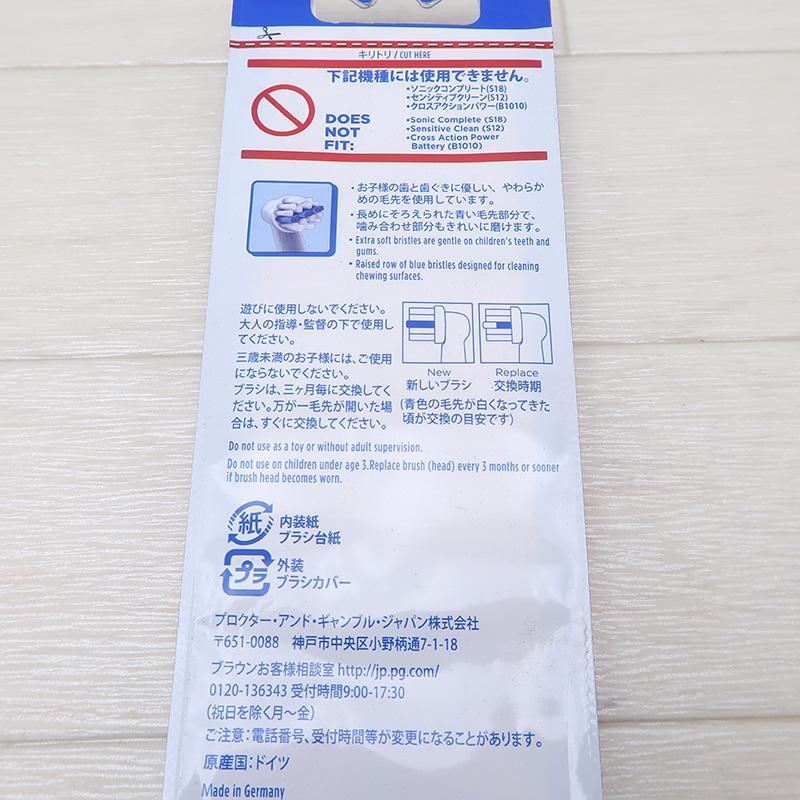 キリトリ / CUT HERE
下記機種には使用できません。
•ソニックコンプリート(S18)
•センシティブクリーン(S12)
•クロスアクションパワー(B1010)
DOES
NOT
FIT:
•Sonic Complete (S18)
•Sensitive Clean (S12)
•Cross Action Power
Battery (B1010)
•お子様の歯と歯ぐきに優しい、やわらか
めの毛先を使用しています。
•長めにそろえられた青い毛先部分で、
噛み合わせ部分もきれいに磨けます。
• Extra soft bristles are gentle on children's teeth and
gums.
• Raised row of blue bristles designed for cleaning
chewing surfaces.
遊びに使用しないでください。
大人の指導・監督の下で使用し
てください。
三歳未満のお子様には、ご使用
にならないでください。
ブラシは、三ヶ月毎に交換してく
ださい。万が一毛先が開いた場
合は、すぐに交換してください。
New
新しいブラシ
Replace
交換時期
(青色の毛先が白くなってきた
頃が交換の目安です)
Do not use as a toy or without adult supervision.
Do not use on children under age 3.Replace brush (head) every 3 months or sooner
if brush head becomes worn.
紙
内装紙
ブラシ台紙
プラ
外装
ブラシカバー
プロクター・アンド・ギャンブル・ジャパン株式会社
〒651-0088 神戸市中央区小野柄通7-1-18
ブラウンお客様相談室 http://jp.pg.com/
0120-136343 受付時間9:00-17:30
(祝日を除く月〜金)
ご注意：電話番号、受付時間等が変更になることがあります。
原産国：ドイツ
Made in Germany